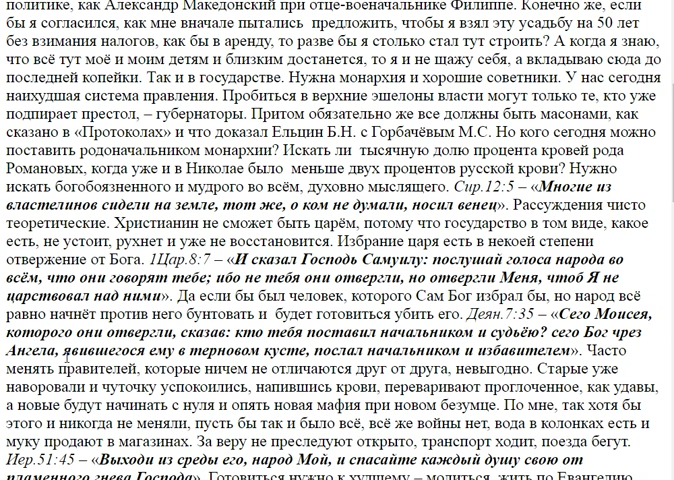 политике, как Александр Македонский при отце-военачальнике Филиппе. Конечно же, если
бы я согласился, как мне вначале пытались предложить, чтобы я взял эту усадьбу на 50 лет
без взимания налогов, как бы в аренду, то разве бы я столько стал тут строить? А когда я знаю,
что всё тут моё и моим детям и близким достанется, то я и не щажу себя, а вкладываю сюда до
последней копейки. Так и в государстве. Нужна монархия и хорошие советники. У нас сегодня
наихудшая система правления. Пробиться в верхние эшелоны власти могут только те, кто уже
подпирает престол, – губернаторы. Притом обязательно же все должны быть масонами, как
сказано в «Протоколах» и что доказал Ельцин Б.Н. с Горбачёвым М.С. Но кого сегодня можно
поставить родоначальником монархии? Искать ли тысячную долю процента кровей рода
Романовых, когда уже и в Николае было меньше двух процентов русской крови? Нужно
искать богобоязненного и мудрого во всём, духовно мыслящего. Сир.12:5 – «Многие из
властелинов сидели на земле, тот же, о ком не думали, носил венец». Рассуждения чисто
теоретические. Христианин не сможет быть царём, потому что государство в том виде, какое
есть, не устоит, рухнет и уже не восстановится. Избрание царя есть в некоей степени
отвержение от Бога. 1Цар.8:7 – «И сказал Господь Самуилу: послушай голоса народа во
всём, что они говорят тебе; ибо не тебя они отвергли, но отвергли Меня, чтоб Я не
царствовал над ними». Да если бы был человек, которого Сам Бог избрал бы, но народ всё
равно начнёт против него бунтовать и будет готовиться убить его. Деян.7:35 – «Сего Моисея,
которого они отвергли, сказав: кто тебя поставил начальником и судьёю? сего Бог чрез
Ангела, явившегося ему в терновом кусте, послал начальником и избавителем». Часто
менять правителей, которые ничем не отличаются друг от друга, невыгодно. Старые уже
наворовали и чуточку успокоились, напившись крови, переваривают проглоченное, как удавы,
а новые будут начинать с нуля и опять новая мафия при новом безумце. По мне, так хотя бы
этого и никогда не меняли, пусть бы так и было всё, всё же войны нет, вода в колонках есть и
муку продают в магазинах. За веру не преследуют открыто, транспорт ходит, поезда бегут.
Иер.51:45 – «Выходи из среды его, народ Мой, и спасайте каждый душу свою от
пламенного гнева Господа». Готовиться нужно к худшему – молиться, жить по Евангелию,